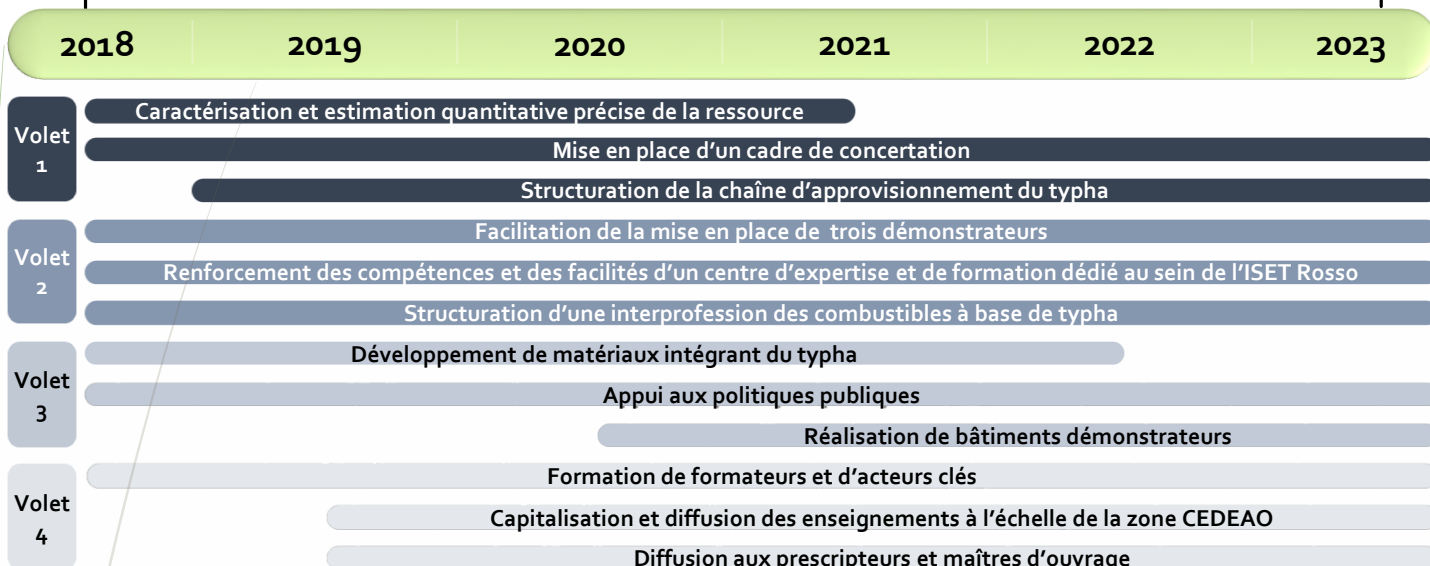 2018 2019 2020 2021 2022 2023
Volet
1
Caractérisation et estimation quantitative précise de la ressource
Mise en place d'un cadre de concertation
Structuration de la chaîne d'approvisionnement du typha
Volet
2
Facilitation de la mise en place de trois démonstrateurs
Renforcement des compétences et des facilités d'un centre d'expertise et de formation dédié au sein de l'ISET Rosso
Structuration d'une interprofession des combustibles à base de typha
Volet
3
Développement de matériaux intégrant du typha
Appui aux politiques publiques
Réalisation de bâtiments démonstrateurs
Volet
4
Formation de formateurs et d'acteurs clés
Capitalisation et diffusion des enseignements à l'échelle de la zone CEDEAO
Diffusion aux prescripteurs et maîtres d'ouvrage